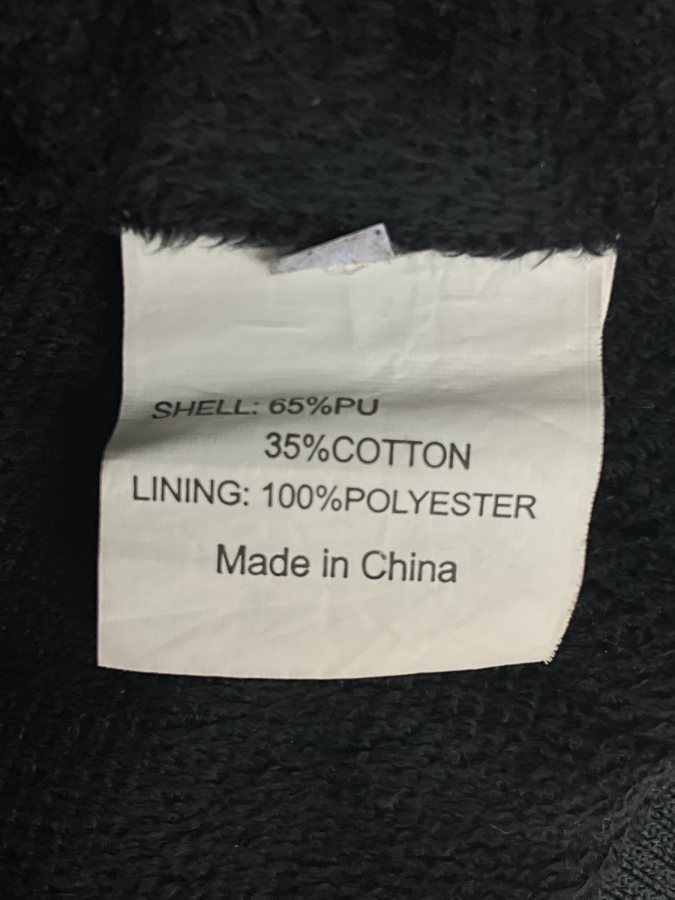 SHELL: 65%PU
35%COTTON
LINING: 100%POLYESTER
Made in China